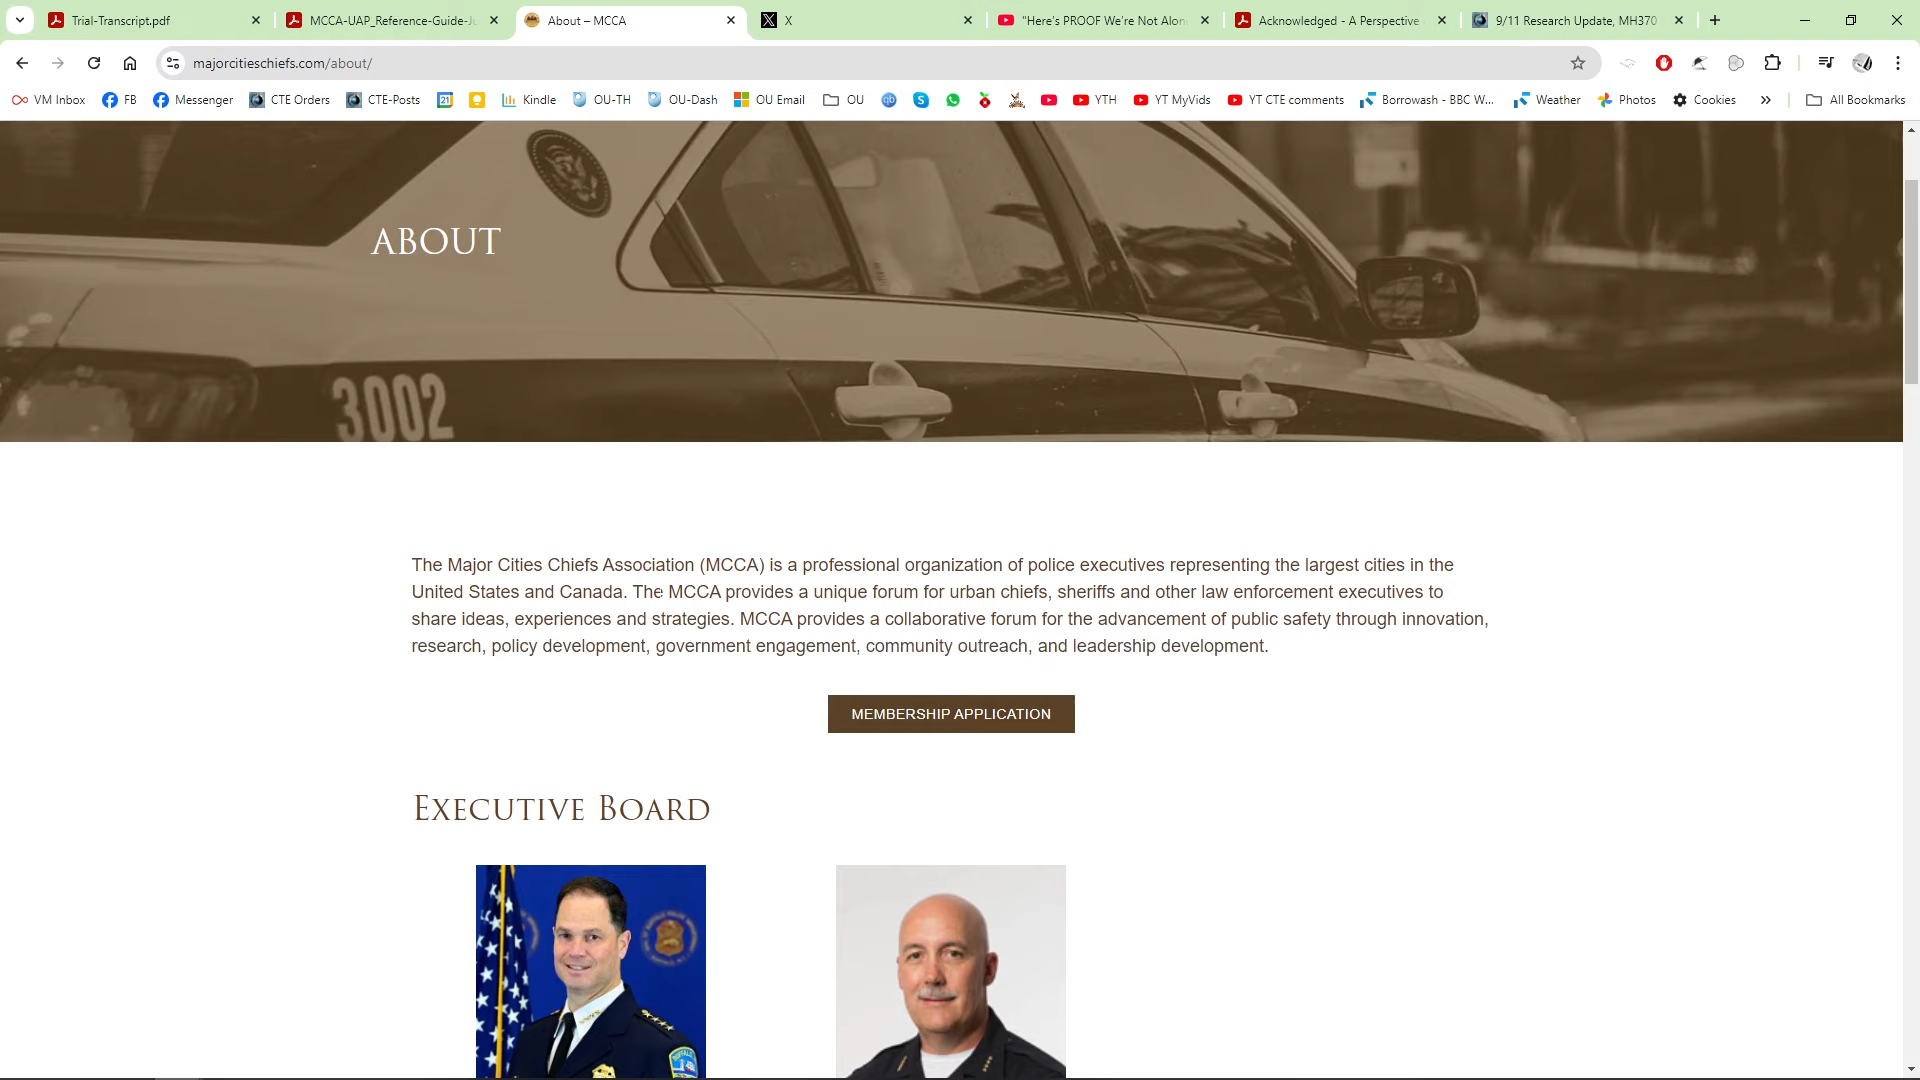 Trial-Transcript.pdf
MCCA-UAP_Reference-Guide-Ju
About – MCCA
X
"Here's PROOF We're Not Alon
Acknowledged - A Perspective
9/11 Research Update, MH370
majorcitieschiefs.com/about/
VM Inbox
FB
Messenger
CTE Orders
CTE-Posts
21
Kindle
OU-TH
OU-Dash
OU Email
OU
qb
YTH
YT MyVids
YT CTE comments
Borrowash - BBC W...
Weather
Photos
Cookies
All Bookmarks
ABOUT
3002
The Major Cities Chiefs Association (MCCA) is a professional organization of police executives representing the largest cities in the
United States and Canada. The MCCA provides a unique forum for urban chiefs, sheriffs and other law enforcement executives to
share ideas, experiences and strategies. MCCA provides a collaborative forum for the advancement of public safety through innovation,
research, policy development, government engagement, community outreach, and leadership development.
MEMBERSHIP APPLICATION
EXECUTIVE BOARD
BUFFALO